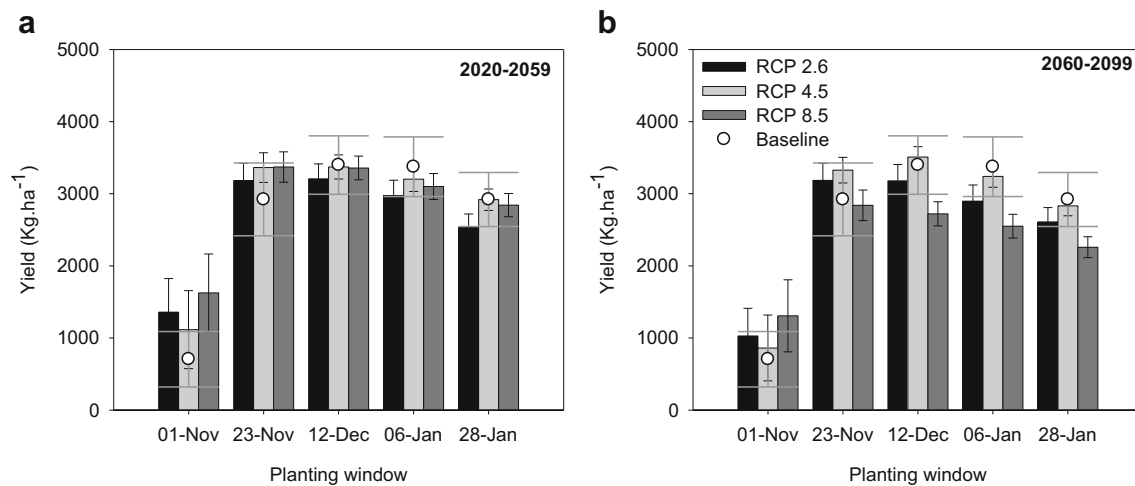 a
2020-2059
5000
4000
3000
2000
1000
0
Yield (Kg.ha⁻¹)
01-Nov 23-Nov 12-Dec 06-Jan 28-Jan
Planting window
b
2060-2099
RCP 2.6
RCP 4.5
RCP 8.5
Baseline
5000
4000
3000
2000
1000
0
Yield (Kg.ha⁻¹)
01-Nov 23-Nov 12-Dec 06-Jan 28-Jan
Planting window